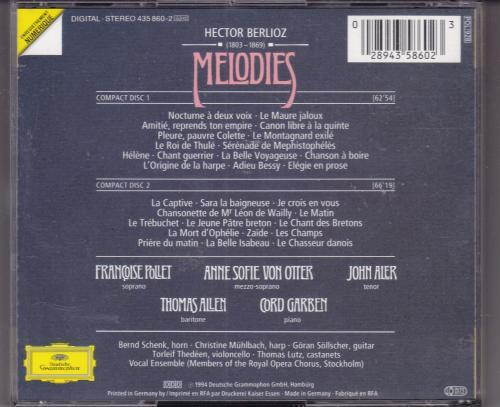 ENREGISTREMENT
NUMÉRIQUE
DIGITAL · STEREO 435 860-2
HECTOR BERLIOZ
(1803 – 1869)
MELODIES
0 28943 58602 3
COMPACT DISC 1 [62'54]
Nocturne à deux voix · Le Maure jaloux
Amitié, reprends ton empire · Canon libre à la quinte
Pleure, pauvre Colette · Le Montagnard exilé
Le Roi de Thulé · Sérénade de Mephistophélès
Hélène · Chant guerrier · La Belle Voyageuse · Chanson à boire
L'Origine de la harpe · Adieu Bessy · Elégie en prose
COMPACT DISC 2 [66'19]
La Captive · Sara la baigneuse · Je crois en vous
Chansonette de Mr Léon de Wailly · Le Matin
Le Trébuchet · Le Jeune Pâtre breton · Le Chant des Bretons
La Mort d'Ophélie · Zaïde · Les Champs
Prière du matin · La Belle Isabeau · Le Chasseur danois
FRANÇOISE POLLET
soprano
ANNE SOFIE VON OTTER
mezzo-soprano
JOHN ALER
tenor
THOMAS ALLEN
baritone
CORD GARBEN
piano
Bernd Schenk, horn · Christine Mühlbach, harp · Göran Söllscher, guitar
Torleif Thedéen, violoncello · Thomas Lutz, castanets
Vocal Ensemble (Members of the Royal Opera Chorus, Stockholm)
Deutsche
Grammophon
DDD ℗ 1994 Deutsche Grammophon GmbH, Hamburg
Printed in Germany by / Imprimé en RFA par Druckerei Kaiser Essen · Made in Germany · Fabriqué en RFA